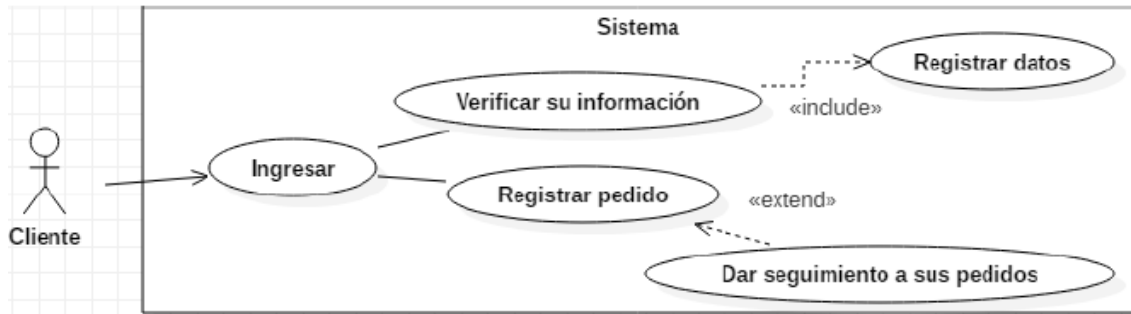 Sistema
Registrar datos
Verificar su información
«include»
Ingresar
Registrar pedido
«extend»
Cliente
Dar seguimiento a sus pedidos